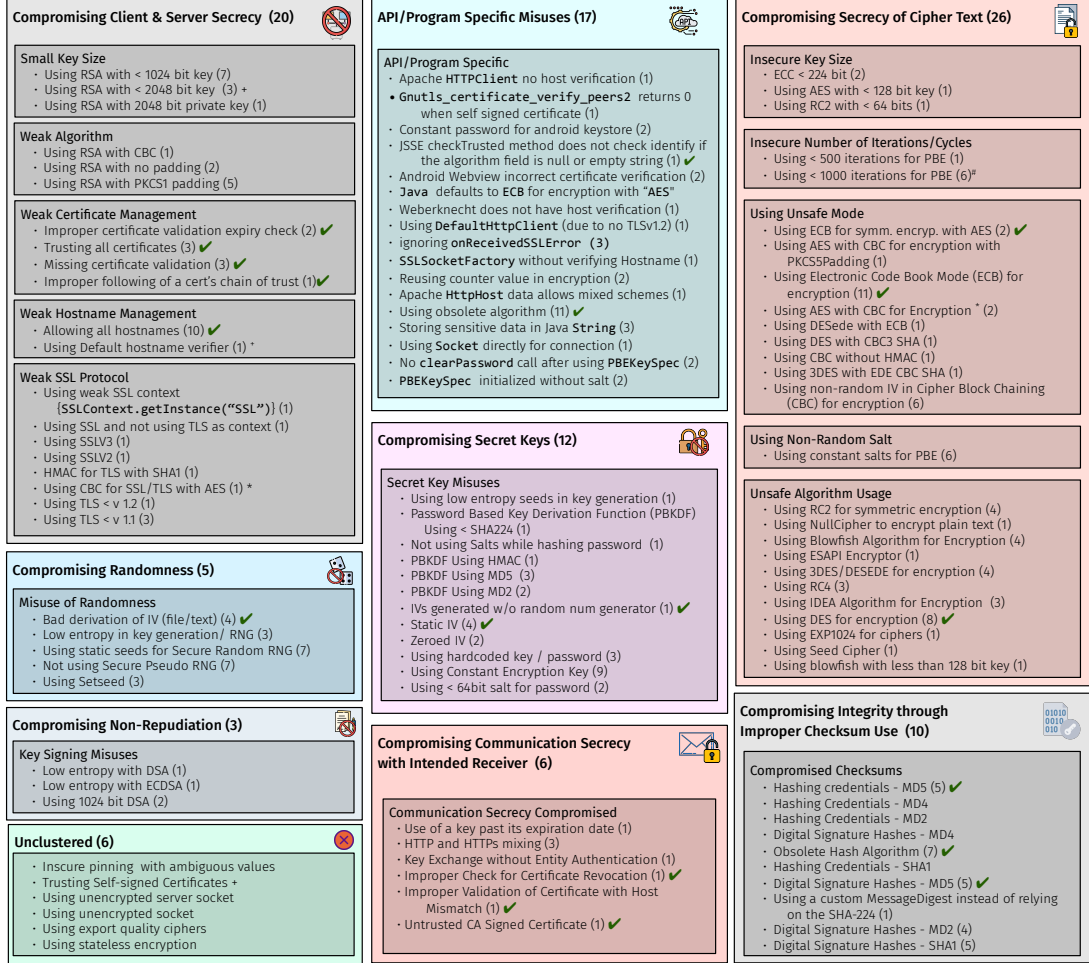 Compromising Client & Server Secrecy (20)
Small Key Size
· Using RSA with < 1024 bit key (7)
· Using RSA with < 2048 bit key (3) +
· Using RSA with 2048 bit private key (1)
Weak Algorithm
· Using RSA with CBC (1)
· Using RSA with no padding (2)
· Using RSA with PKCS1 padding (5)
Weak Certificate Management
· Improper certificate validation expiry check (2) ✔
· Trusting all certificates (3) ✔
· Missing certificate validation (3) ✔
· Improper following of a cert's chain of trust (1)✔
Weak Hostname Management
· Allowing all hostnames (10) ✔
· Using Default hostname verifier (1) +
Weak SSL Protocol
· Using weak SSL context
{SSLContext.getInstance(“SSL”)} (1)
· Using SSL and not using TLS as context (1)
· Using SSLV3 (1)
· Using SSLV2 (1)
· HMAC for TLS with SHA1 (1)
· Using CBC for SSL/TLS with AES (1) *
· Using TLS < v 1.2 (1)
· Using TLS < v 1.1 (3)
Compromising Randomness (5)
Misuse of Randomness
· Bad derivation of IV (file/text) (4) ✔
· Low entropy in key generation/ RNG (3)
· Using static seeds for Secure Random RNG (7)
· Not using Secure Pseudo RNG (7)
· Using Setseed (3)
Compromising Non-Repudiation (3)
Key Signing Misuses
· Low entropy with DSA (1)
· Low entropy with ECDSA (1)
· Using 1024 bit DSA (2)
Unclustered (6)
· Inscure pinning with ambiguous values
· Trusting Self-signed Certificates +
· Using unencrypted server socket
· Using unencrypted socket
· Using export quality ciphers
· Using stateless encryption
API/Program Specific Misuses (17)
API
API/Program Specific
· Apache HTTPClient no host verification (1)
• Gnutls_certificate_verify_peers2 returns 0
when self signed certificate (1)
· Constant password for android keystore (2)
· JSSE checkTrusted method does not check identify if
the algorithm field is null or empty string (1) ✔
· Android Webview incorrect certificate verification (2)
· Java defaults to ECB for encryption with “AES"
· Weberknecht does not have host verification (1)
· Using DefaultHttpClient (due to no TLSv1.2) (1)
· ignoring onReceivedSSLError (3)
· SSLSocketFactory without verifying Hostname (1)
· Reusing counter value in encryption (2)
· Apache HttpHost data allows mixed schemes (1)
· Using obsolete algorithm (11) ✔
· Storing sensitive data in Java String (3)
· Using Socket directly for connection (1)
· No clearPassword call after using PBEKeySpec (2)
· PBEKeySpec initialized without salt (2)
Compromising Secret Keys (12)
Secret Key Misuses
· Using low entropy seeds in key generation (1)
· Password Based Key Derivation Function (PBKDF)
Using < SHA224 (1)
· Not using Salts while hashing password (1)
· PBKDF Using HMAC (1)
· PBKDF Using MD5 (3)
· PBKDF Using MD2 (2)
· IVs generated w/o random num generator (1) ✔
· Static IV (4) ✔
· Zeroed IV (2)
· Using hardcoded key / password (3)
· Using Constant Encryption Key (9)
· Using < 64bit salt for password (2)
Compromising Communication Secrecy
with Intended Receiver (6)
Communication Secrecy Compromised
· Use of a key past its expiration date (1)
· HTTP and HTTPs mixing (3)
· Key Exchange without Entity Authentication (1)
· Improper Check for Certificate Revocation (1) ✔
· Improper Validation of Certificate with Host
Mismatch (1) ✔
· Untrusted CA Signed Certificate (1) ✔
Compromising Secrecy of Cipher Text (26)
Insecure Key Size
· ECC < 224 bit (2)
· Using AES < 128 bit key (1)
· Using RC2 with < 64 bits (1)
Insecure Number of Iterations/Cycles
· Using < 500 iterations for PBE (1)
· Using < 1000 iterations for PBE (6)#
Using Unsafe Mode
· Using ECB for symm. encryp. with AES (2) ✔
· Using AES with CBC for encryption with
PKCS5Padding (1)
· Using Electronic Code Book Mode (ECB) for
encryption (11) ✔
· Using AES with CBC for Encryption * (2)
· Using DESede with ECB (1)
· Using DES with CBC3 SHA (1)
· Using CBC without HMAC (1)
· Using 3DES with EDE CBC SHA (1)
· Using non-random IV in Cipher Block Chaining
(CBC) for encryption (6)
Using Non-Random Salt
· Using constant salts for PBE (6)
Unsafe Algorithm Usage
· Using RC2 for symmetric encryption (4)
· Using NullCipher to encrypt plain text (1)
· Using Blowfish Algorithm for Encryption (4)
· Using ESAPI Encryptor (1)
· Using 3DES/DESEDE for encryption (4)
· Using RC4 (3)
· Using IDEA Algorithm for Encryption (3)
· Using DES for encryption (8) ✔
· Using EXP1024 for ciphers (1)
· Using Seed Cipher (1)
· Using blowfish with less than 128 bit key (1)
Compromising Integrity through
Improper Checksum Use (10)
01010
0010
010
Compromised Checksums
· Hashing credentials - MD5 (5) ✔
· Hashing Credentials - MD4
· Hashing Credentials - MD2
· Digital Signature Hashes - MD4
· Obsolete Hash Algorithm (7) ✔
· Hashing Credentials - SHA1
· Digital Signature Hashes - MD5 (5) ✔
· Using a custom MessageDigest instead of relying
on the SHA-224 (1)
· Digital Signature Hashes - MD2 (4)
· Digital Signature Hashes - SHA1 (5)